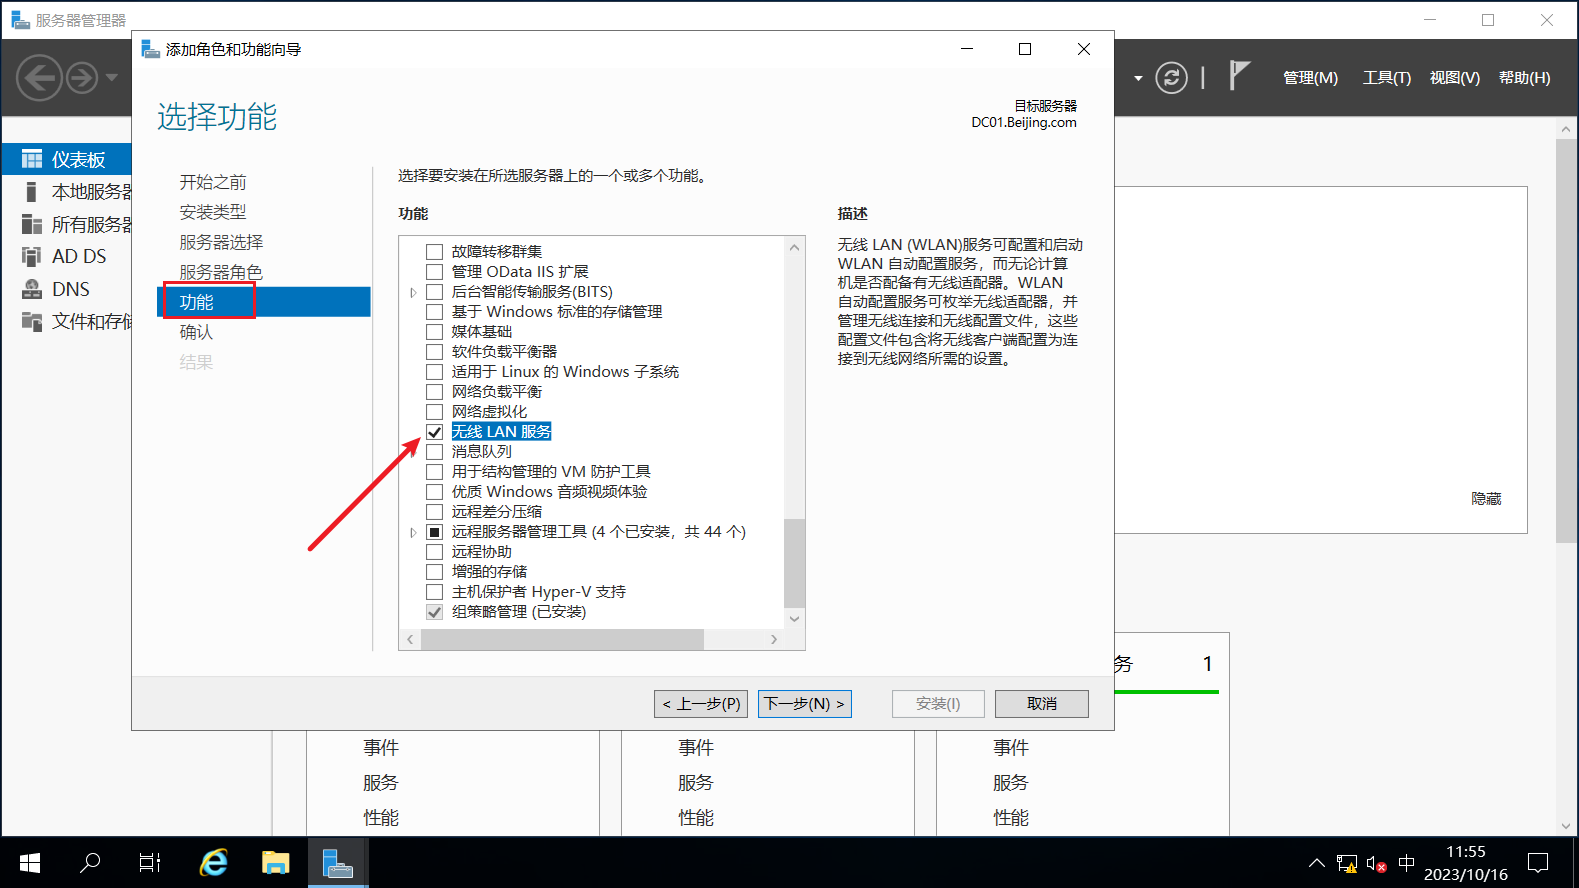 服务器管理器
添加角色和功能向导
管理(M)
工具(T)
视图(V)
帮助(H)
选择功能
目标服务器
DC01.Beijing.com
仪表板
本地服务器
所有服务器
AD DS
DNS
文件和存储
开始之前
安装类型
服务器选择
服务器角色
功能
确认
结果
选择要安装在所选服务器上的一个或多个功能。
功能
故障转移群集
管理 OData IIS 扩展
后台智能传输服务(BITS)
基于 Windows 标准的存储管理
媒体基础
软件负载平衡器
适用于 Linux 的 Windows 子系统
网络负载平衡
网络虚拟化
无线 LAN 服务
消息队列
用于结构管理的 VM 防护工具
优质 Windows 音频视频体验
远程差分压缩
远程服务器管理工具 (4 个已安装，共 44 个)
远程协助
增强的存储
主机保护者 Hyper-V 支持
组策略管理 (已安装)
描述
无线 LAN (WLAN)服务可配置和启动
WLAN 自动配置服务，而无论计算
机是否配备有无线适配器。WLAN
自动配置服务可枚举无线适配器，并
管理无线连接和无线配置文件，这些
配置文件包含将无线客户端配置为连
接到无线网络所需的设置。
隐藏
< 上一步(P)
下一步(N) >
安装(I)
取消
务
1
事件
服务
性能
事件
服务
性能
事件
服务
性能
中
11:55
2023/10/16